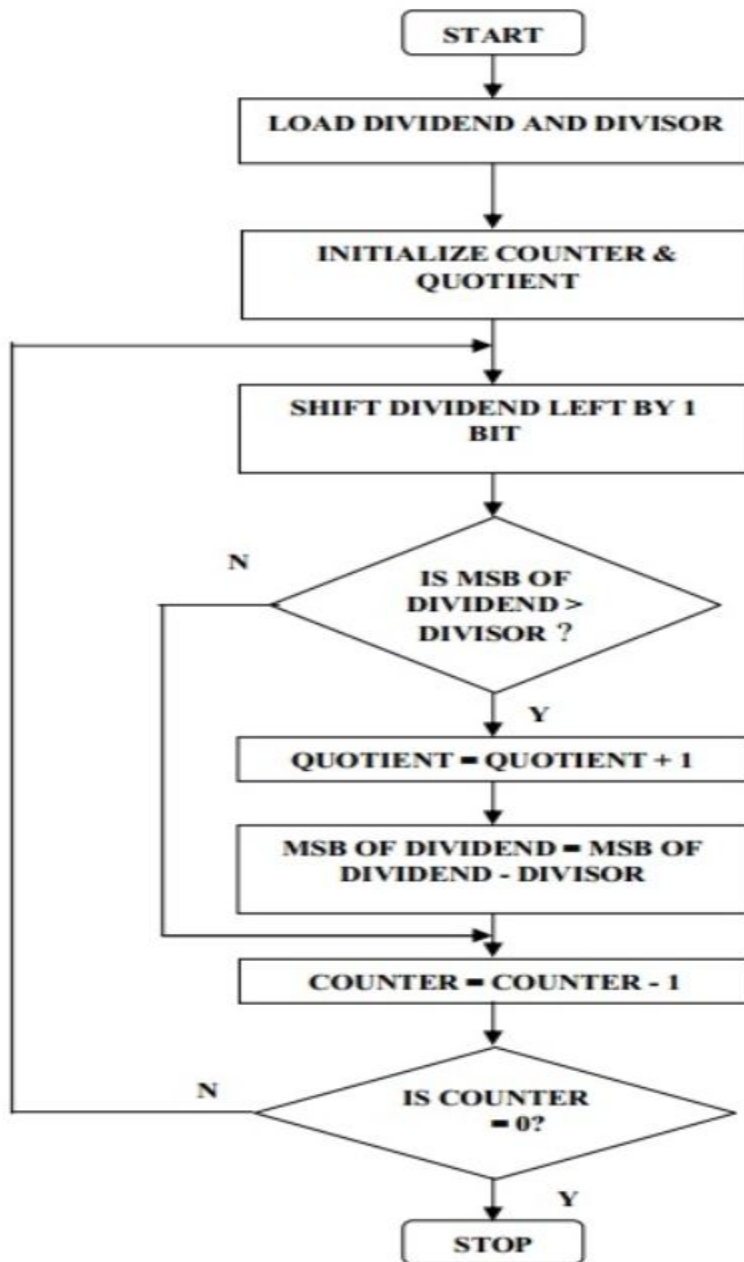 START
LOAD DIVIDEND AND DIVISOR
INITIALIZE COUNTER &
QUOTIENT
SHIFT DIVIDEND LEFT BY 1
BIT
N
IS MSB OF
DIVIDEND >
DIVISOR ?
Y
QUOTIENT = QUOTIENT + 1
MSB OF DIVIDEND = MSB OF
DIVIDEND - DIVISOR
COUNTER = COUNTER - 1
N
IS COUNTER
= 0?
Y
STOP